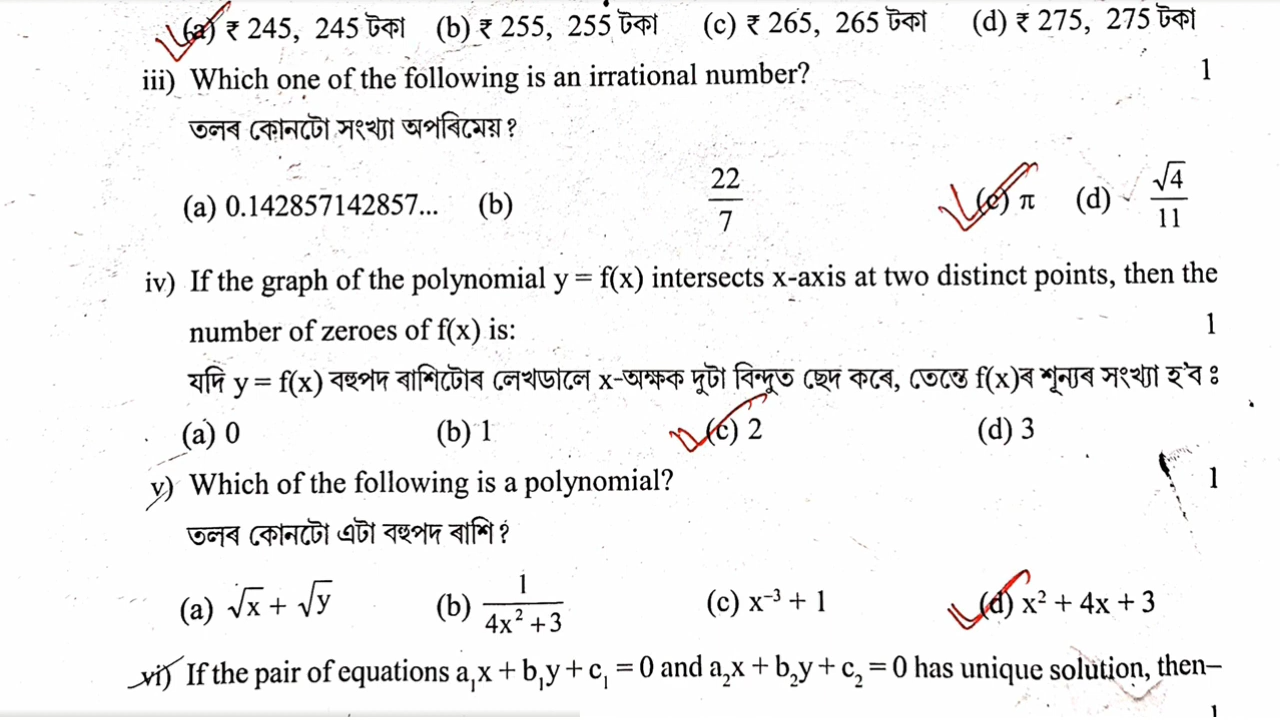 (a) ₹ 245, 245 টকা (b) ₹ 255, 255 টকা (c) ₹ 265, 265 টকা (d) ₹ 275, 275 টকা
iii) Which one of the following is an irrational number? 1
তলৰ কোনটো সংখ্যা অপৰিমেয় ?
(a) 0.142857142857... (b) 22/7 (c) π (d) √4/11
iv) If the graph of the polynomial y = f(x) intersects x-axis at two distinct points, then the
number of zeroes of f(x) is: 1
যদি y = f(x) বহুপদ ৰাশিটোৰ লেখডালে x-অক্ষক দুটা বিন্দুত ছেদ কৰে, তেন্তে f(x)ৰ শূন্যৰ সংখ্যা হ'ব ঃ
(a) 0 (b) 1 (c) 2 (d) 3
v) Which of the following is a polynomial? 1
তলৰ কোনটো এটা বহুপদ ৰাশি ?
(a) √x + √y (b) 1/(4x² + 3) (c) x⁻³ + 1 (d) x² + 4x + 3
vi) If the pair of equations a₁x + b₁y + c₁ = 0 and a₂x + b₂y + c₂ = 0 has unique solution, then–
1